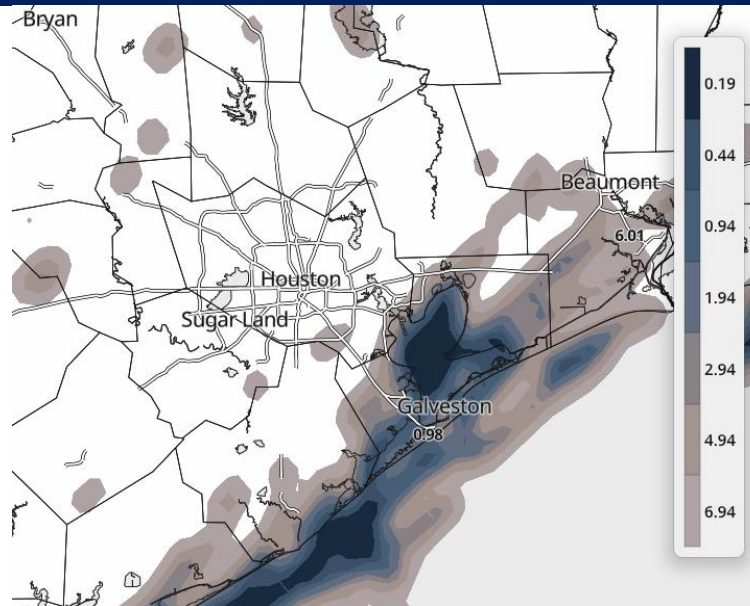 Bryan
0.19
0.44
0.94
Beaumont
1.94
6.01
Houston
2.94
Sugar Land
Galveston
0.98
4.94
6.94